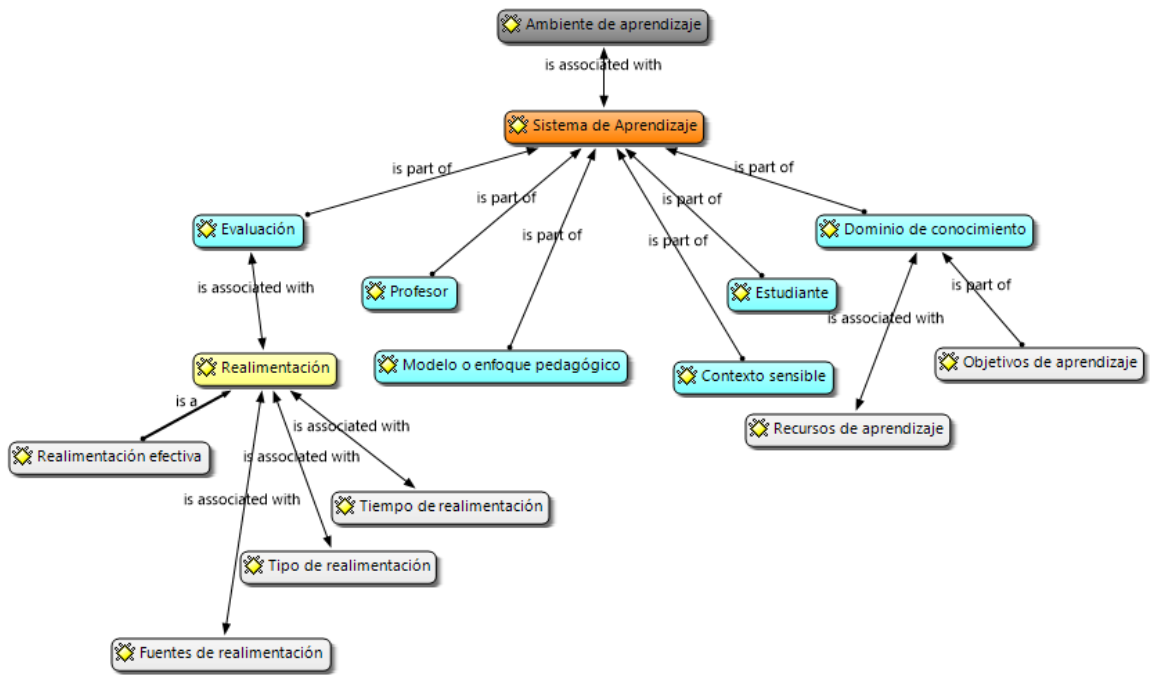 Ambiente de aprendizaje
is associated with
Sistema de Aprendizaje
is part of
is part of
is part of
is part of
is part of
is part of
Evaluación
Dominio de conocimiento
is associated with
Profesor
Estudiante
is part of
is associated with
Realimentación
Modelo o enfoque pedagógico
Contexto sensible
Objetivos de aprendizaje
is a
Recursos de aprendizaje
is associated with
Realimentación efectiva
is associated with
is associated with
Tiempo de realimentación
Tipo de realimentación
Fuentes de realimentación